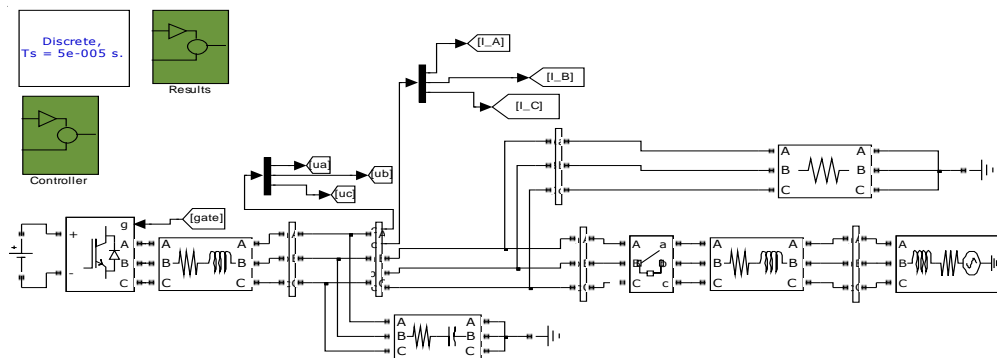 Discrete,
Ts = 5e-005 s.
Results
Controller
[I_A]
[I_B]
[I_C]
[ua]
[ub]
[uc]
[gate]
g
+
-
A
B
C
A
B
C
A
B
C
A
B
C
A
B
C
A
B
C
A
B
C
A
B
C
a
b
c
A
B
C
A
B
C
A
B
C